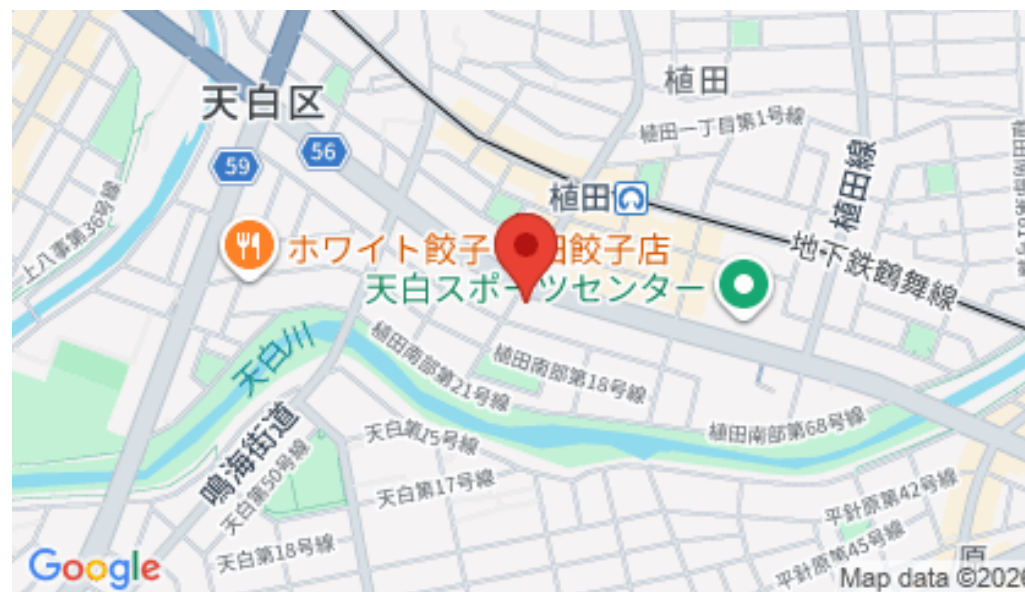 植田
天白区
植田一丁目第1号線
56
59
植田線
植田
上八事第36号線
ホワイト餃子
田餃子店
地下鉄鶴舞線
天白スポーツセンター
天白川
植田南部第21号線
植田南部第18号線
鳴海街道
天白第15号線
植田南部第68号線
天白第50号線
天白第17号線
平針原第42号線
天白第18号線
平針原第45号線
原
Google
Map data ©2026